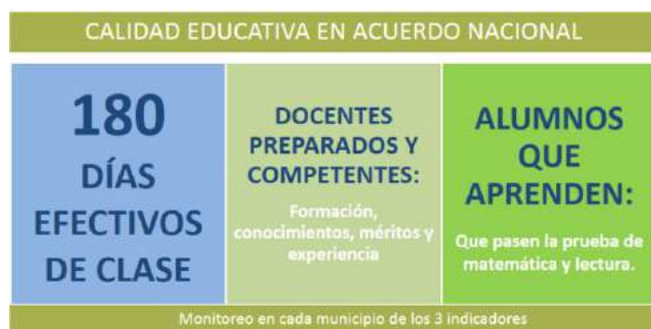 CALIDAD EDUCATIVA EN ACUERDO NACIONAL
180
DÍAS
EFECTIVOS
DE CLASE
DOCENTES
PREPARADOS Y
COMPETENTES:
Formación,
conocimientos, méritos y
experiencia
ALUMNOS
QUE
APRENDEN:
Que pasen la prueba de
matemática y lectura.
Monitoreo en cada municipio de los 3 indicadores